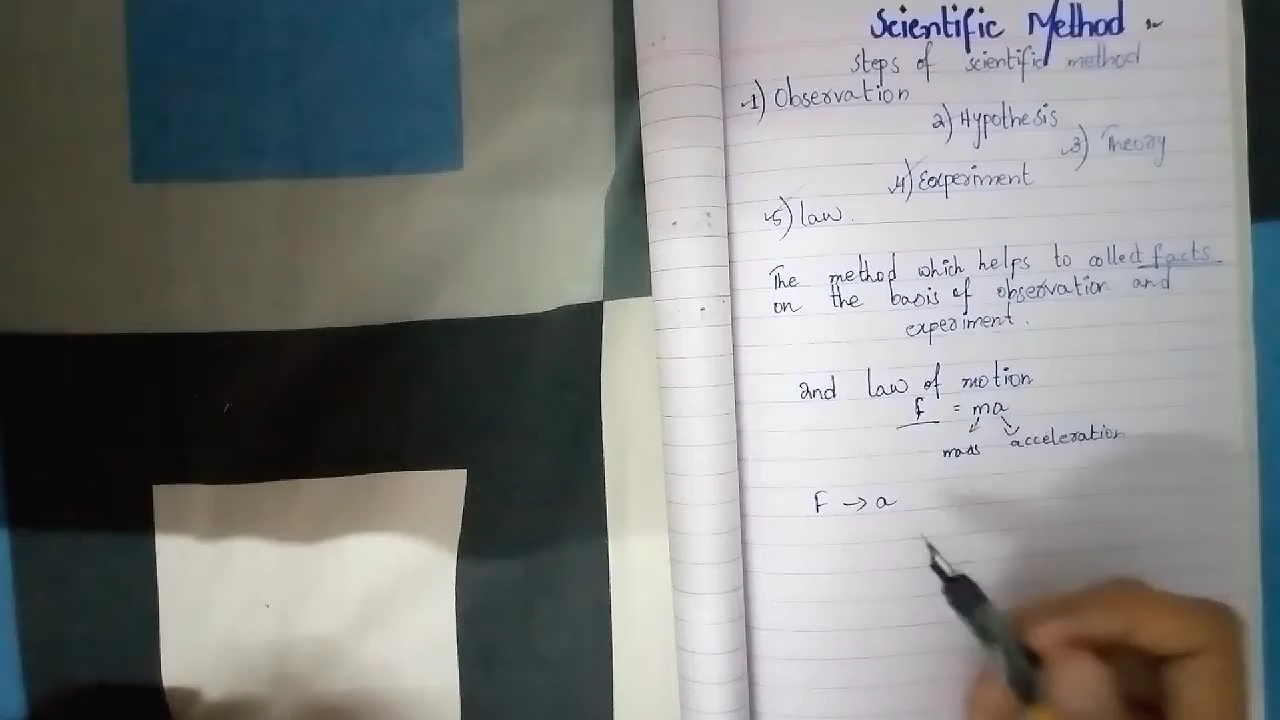 Scientific Method :~
steps of scientific method
1) Observation
2) Hypothesis
3) Theory
4) Experiment
5) law.
The method which helps to collect facts
on the basis of observation and
experiment.
and law of motion
f = ma
mass acceleration
F → a